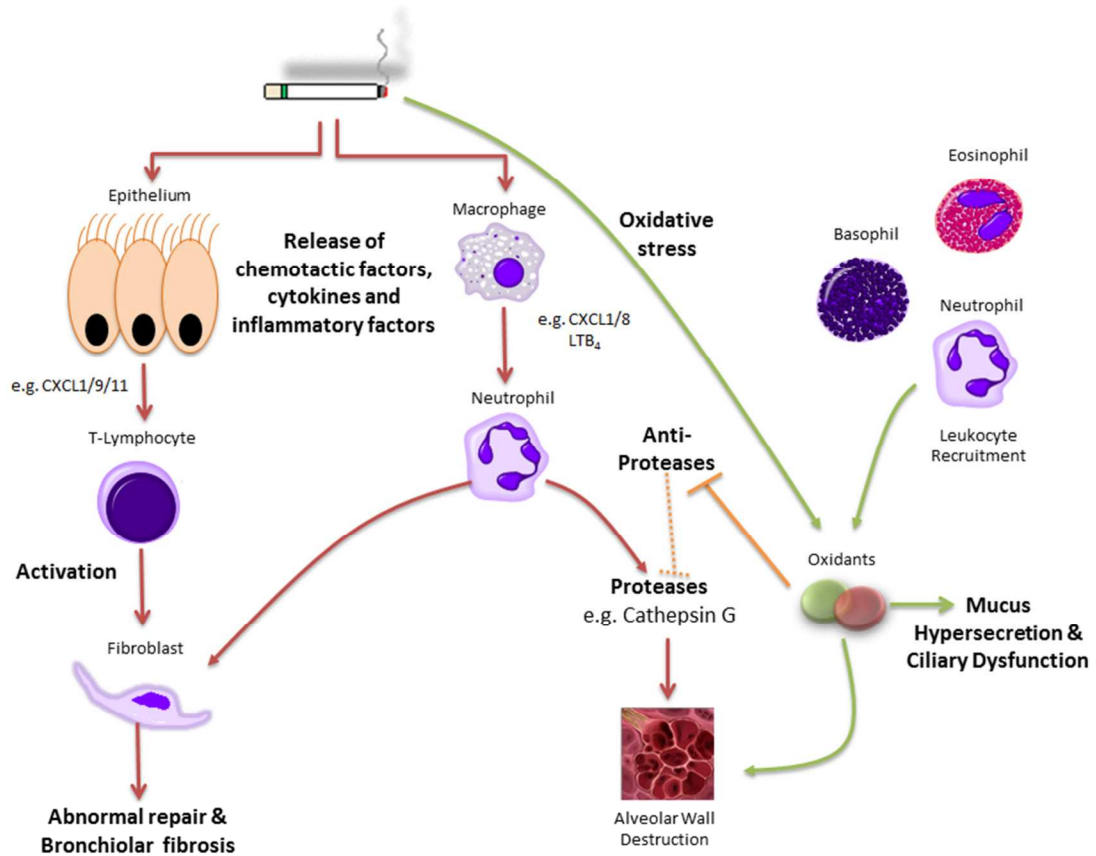 Eosinophil
Epithelium
Macrophage
Oxidative
stress
Basophil
Release of
chemotactic factors,
cytokines and
inflammatory factors
Neutrophil
e.g. CXCL1/8
LTB₄
e.g. CXCL1/9/11
Neutrophil
T-Lymphocyte
Anti-
Proteases
Leukocyte
Recruitment
Activation
Oxidants
Proteases
e.g. Cathepsin G
Mucus
Hypersecretion &
Ciliary Dysfunction
Fibroblast
Abnormal repair &
Bronchiolar fibrosis
Alveolar Wall
Destruction